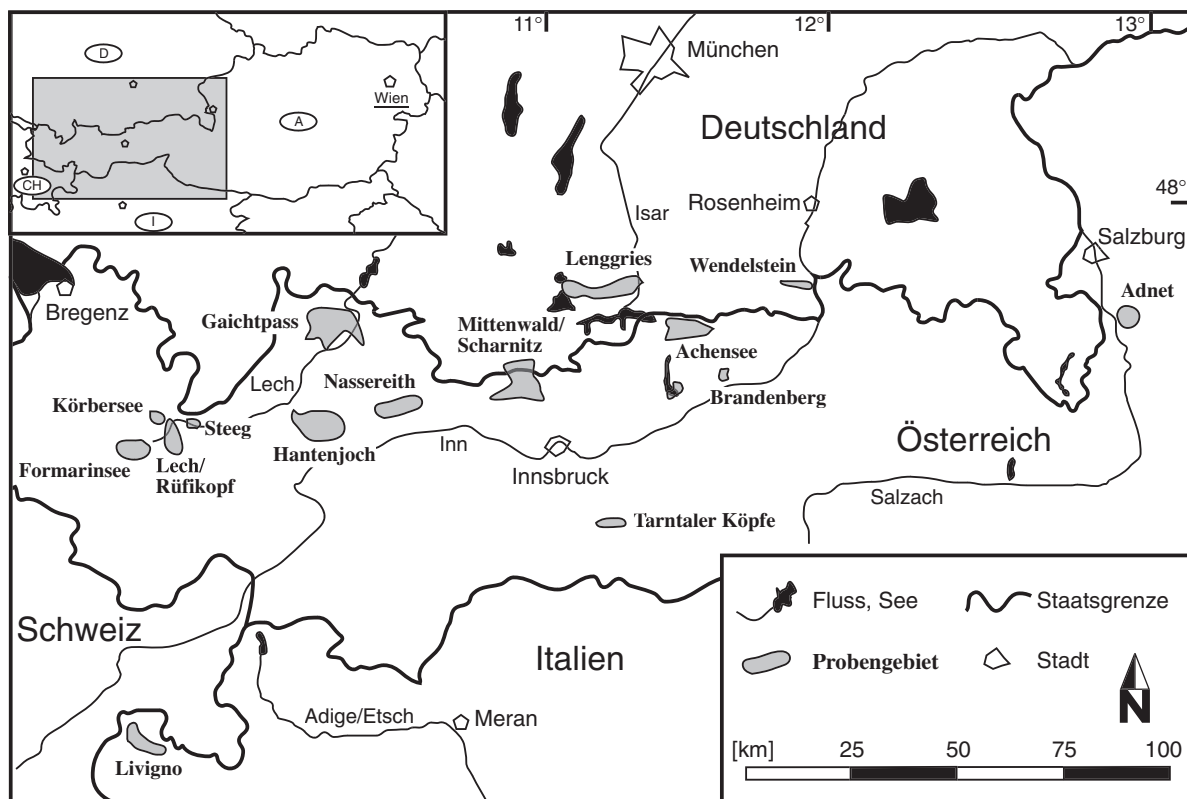 11°
12°
13°
D
Wien
A
CH
I
München
Deutschland
48°
Rosenheim
Isar
Salzburg
Lenggries
Wendelstein
Adnet
Bregenz
Gaichtpass
Mittenwald/
Scharnitz
Achensee
Lech
Nassereith
Brandenberg
Körbersee
Steeg
Österreich
Formarinsee
Lech/
Rüfikopf
Hantenjoch
Inn
Innsbruck
Salzach
Tarntaler Köpfe
Schweiz
Italien
Adige/Etsch
Meran
Livigno
Fluss, See
Staatsgrenze
Probengebiet
Stadt
N
[km]
25
50
75
100